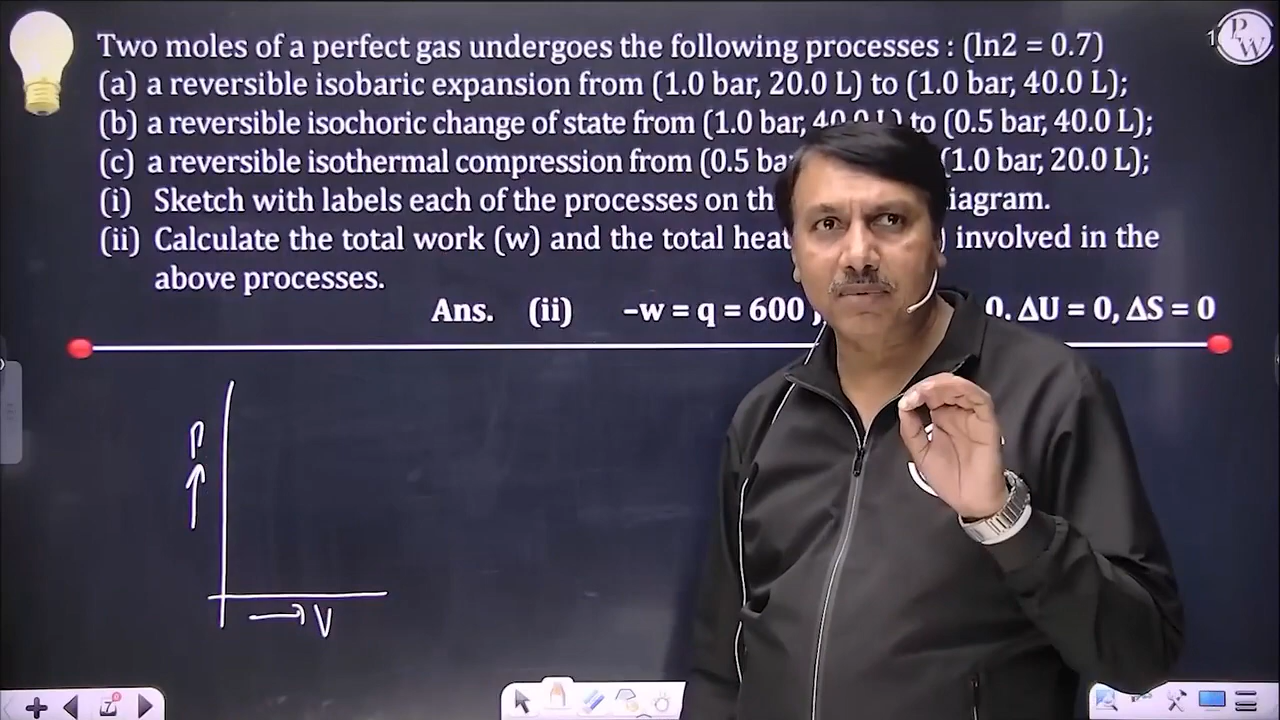 Two moles of a perfect gas undergoes the following processes : (ln2 = 0.7)
(a) a reversible isobaric expansion from (1.0 bar, 20.0 L) to (1.0 bar, 40.0 L);
(b) a reversible isochoric change of state from (1.0 bar, 40.0 L) to (0.5 bar, 40.0 L);
(c) a reversible isothermal compression from (0.5 (1.0 bar, 20.0 L);
(i) Sketch with labels each of the processes on
(ii) Calculate the total work (w) and the total involved in the
above processes.
Ans. (ii) –w = q = 600 ΔU = 0, ΔS = 0
P
V
PW
7